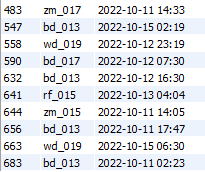 483 zm_017 2022-10-11 14:33
547 bd_013 2022-10-15 02:19
558 wd_019 2022-10-12 23:19
590 bd_017 2022-10-12 07:30
632 bd_013 2022-10-12 16:30
641 rf_015 2022-10-13 04:04
644 zm_015 2022-10-11 14:05
656 bd_013 2022-10-11 17:47
663 wd_019 2022-10-15 06:30
683 bd_013 2022-10-11 02:23